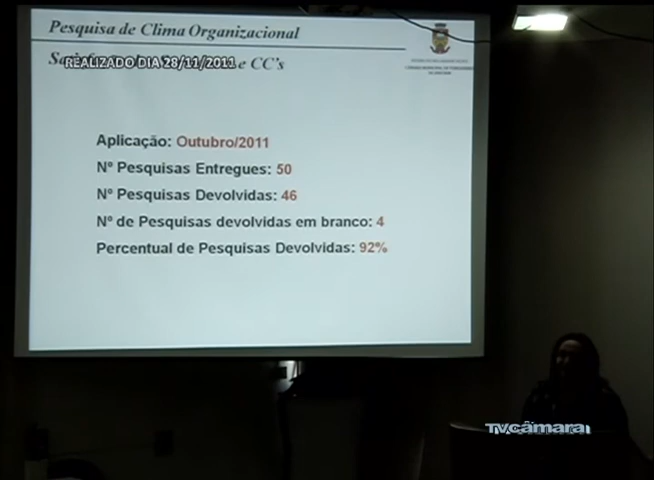 Pesquisa de Clima Organizacional
REALIZADO DIA 28/11/2011 e CC's
Aplicação: Outubro/2011
Nº Pesquisas Entregues: 50
Nº Pesquisas Devolvidas: 46
Nº de Pesquisas devolvidas em branco: 4
Percentual de Pesquisas Devolvidas: 92%
TVcâmara